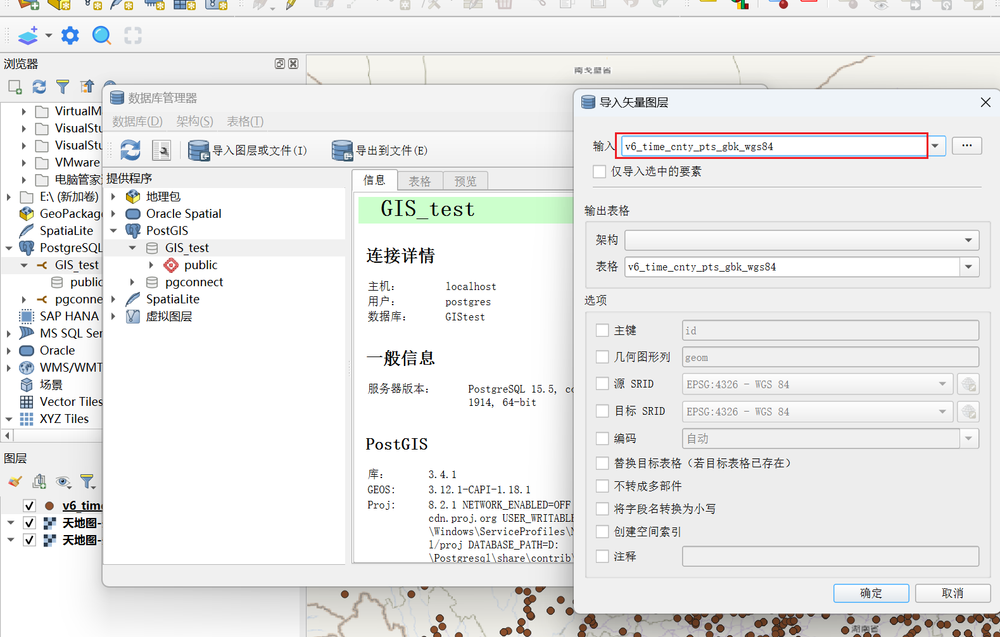 浏览器
VirtualM
VisualStu
VisualStu
VMware
电脑管家
E:\ (新加卷)
GeoPackage
SpatiaLite
PostgreSQL
GIS_test
public
pgconne
SAP HANA
MS SQL Ser
Oracle
WMS/WMT
场景
Vector Tiles
XYZ Tiles
图层
v6_time
天地图-
天地图-
数据库管理器
数据库(D) 架构(S) 表格(T)
导入图层或文件(I) 导出到文件(E)
提供程序
地理包
Oracle Spatial
PostGIS
GIS_test
public
pgconnect
SpatiaLite
虚拟图层
信息 表格 预览
GIS_test
连接详情
主机: localhost
用户: postgres
数据库: GIStest
一般信息
服务器版本: PostgreSQL 15.5, co
1914, 64-bit
PostGIS
库: 3.4.1
GEOS: 3.12.1-CAPI-1.18.1
Proj: 8.2.1 NETWORK_ENABLED=OFF
cdn.proj.org USER_WRITABLE
\Windows\ServiceProfiles\N
l/proj DATABASE_PATH=D:
\Postgresql\share\contrib\
南戈壁省
导入矢量图层
输入 v6_time_cnty_pts_gbk_wgs84 …
仅导入选中的要素
输出表格
架构
表格 v6_time_cnty_pts_gbk_wgs84
选项
主键 id
几何图形列 geom
源 SRID EPSG:4326 - WGS 84
目标 SRID EPSG:4326 - WGS 84
编码 自动
替换目标表格（若目标表格已存在）
不转成多部件
将字段名转换为小写
创建空间索引
注释
确定 取消
湖南省